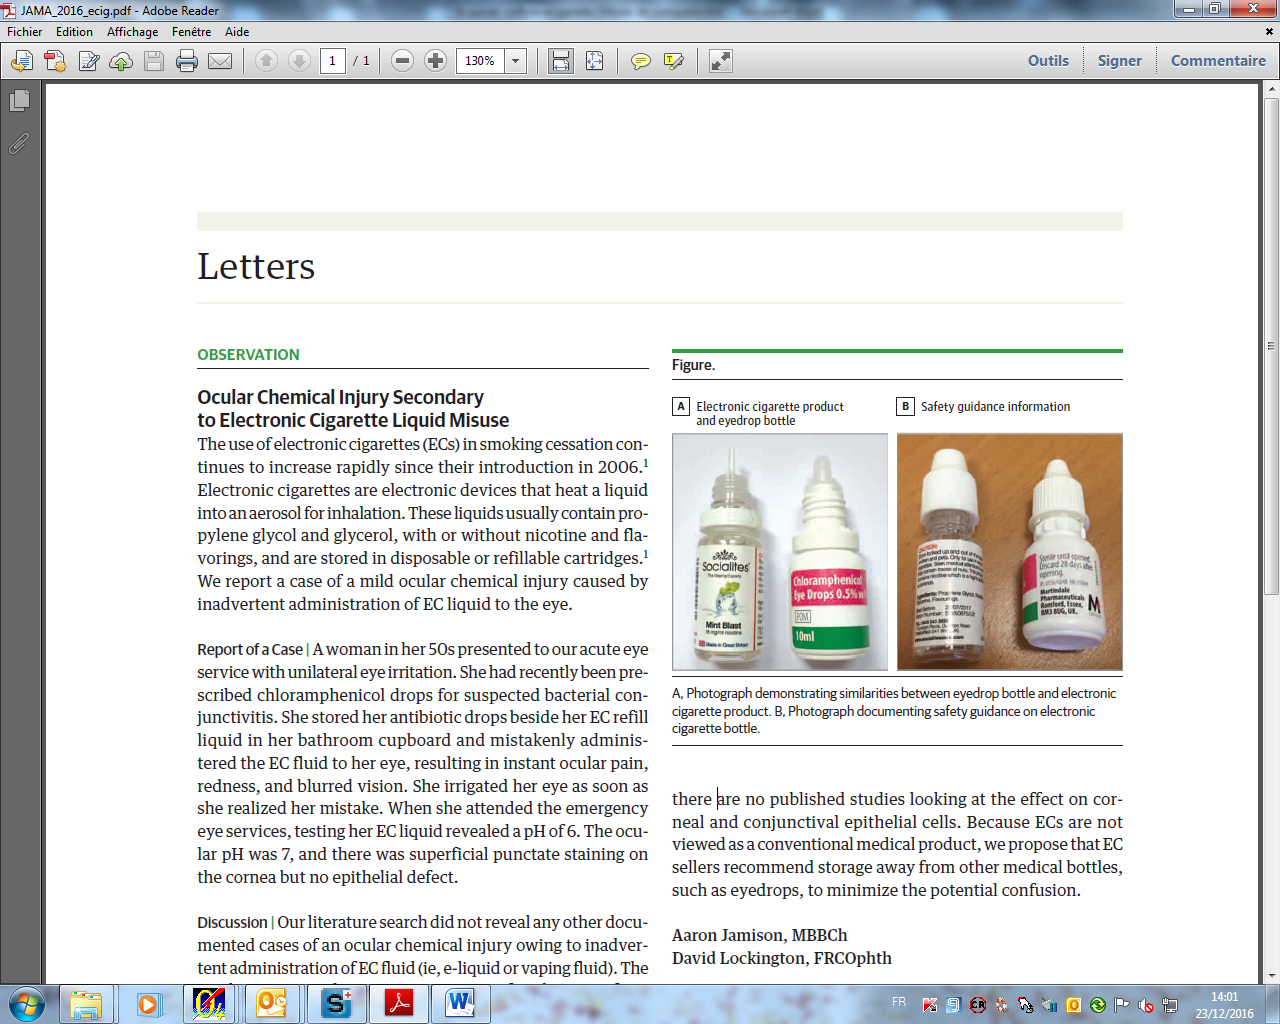 JAMA_2016_ecig.pdf - Adobe Reader
Fichier Edition Affichage Fenêtre Aide
1 / 1 130% Outils Signer Commentaire
Letters
OBSERVATION
Ocular Chemical Injury Secondary
to Electronic Cigarette Liquid Misuse
The use of electronic cigarettes (ECs) in smoking cessation con-
tinues to increase rapidly since their introduction in 2006.1
Electronic cigarettes are electronic devices that heat a liquid
into an aerosol for inhalation. These liquids usually contain pro-
pylene glycol and glycerol, with or without nicotine and fla-
vorings, and are stored in disposable or refillable cartridges.1
We report a case of a mild ocular chemical injury caused by
inadvertent administration of EC liquid to the eye.
Report of a Case | A woman in her 50s presented to our acute eye
service with unilateral eye irritation. She had recently been pre-
scribed chloramphenicol drops for suspected bacterial con-
junctivitis. She stored her antibiotic drops beside her EC refill
liquid in her bathroom cupboard and mistakenly adminis-
tered the EC fluid to her eye, resulting in instant ocular pain,
redness, and blurred vision. She irrigated her eye as soon as
she realized her mistake. When she attended the emergency
eye services, testing her EC liquid revealed a pH of 6. The ocu-
lar pH was 7, and there was superficial punctate staining on
the cornea but no epithelial defect.
Discussion | Our literature search did not reveal any other docu-
mented cases of an ocular chemical injury owing to inadver-
tent administration of EC fluid (ie, e-liquid or vaping fluid). The
Figure.
A Electronic cigarette product
and eyedrop bottle
B Safety guidance information
Socialites
Mint Blast
Made in Great Britain
Chloramphenicol
Eye Drops 0.5%
POM
10ml
CAUTION:
Discard 28 days after
opening.
Martindale
Pharmaceuticals
Romford, Essex,
RM3 8UG, UK.
M
A, Photograph demonstrating similarities between eyedrop bottle and electronic
cigarette product. B, Photograph documenting safety guidance on electronic
cigarette bottle.
there are no published studies looking at the effect on cor-
neal and conjunctival epithelial cells. Because ECs are not
viewed as a conventional medical product, we propose that EC
sellers recommend storage away from other medical bottles,
such as eyedrops, to minimize the potential confusion.
Aaron Jamison, MBBCh
David Lockington, FRCOphth
FR
14:01
23/12/2016